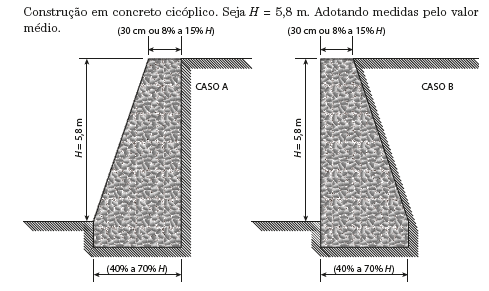 Construção em concreto cicóplico. Seja H = 5,8 m. Adotando medidas pelo valor
médio.
(30 cm ou 8% a 15% H)
(30 cm ou 8% a 15% H)
CASO A
CASO B
H = 5,8 m
H = 5,8 m
(40% a 70% H)
(40% a 70% H)